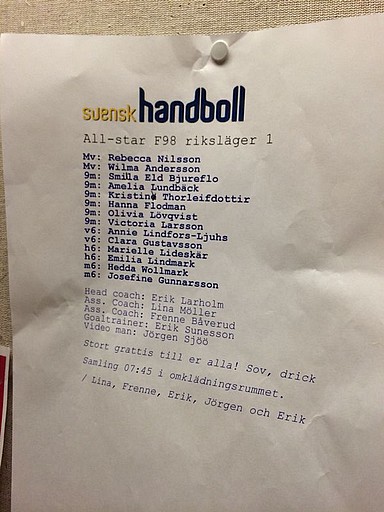 svensk handboll
All-star F98 riksläger 1
Mv: Rebecca Nilsson
Mv: Wilma Andersson
9m: Smilla Eld Bjureflo
9m: Amelia Lundbäck
9m: Kristine Thorleifdottir
9m: Hanna Flodman
9m: Olivia Lövqvist
9m: Victoria Larsson
v6: Annie Lindfors-Ljuhs
v6: Clara Gustavsson
h6: Marielle Lideskär
h6: Emilia Lindmark
m6: Hedda Wollmark
m6: Josefine Gunnarsson
Head coach: Erik Larholm
Ass. Coach: Lina Möller
Ass. Coach: Frenne Båverud
Goaltrainer: Erik Sunesson
Video man: Jörgen Sjöö
Stort grattis till er alla! Sov, drick
Samling 07:45 i omklädningsrummet.
/ Lina, Frenne, Erik, Jörgen och Erik